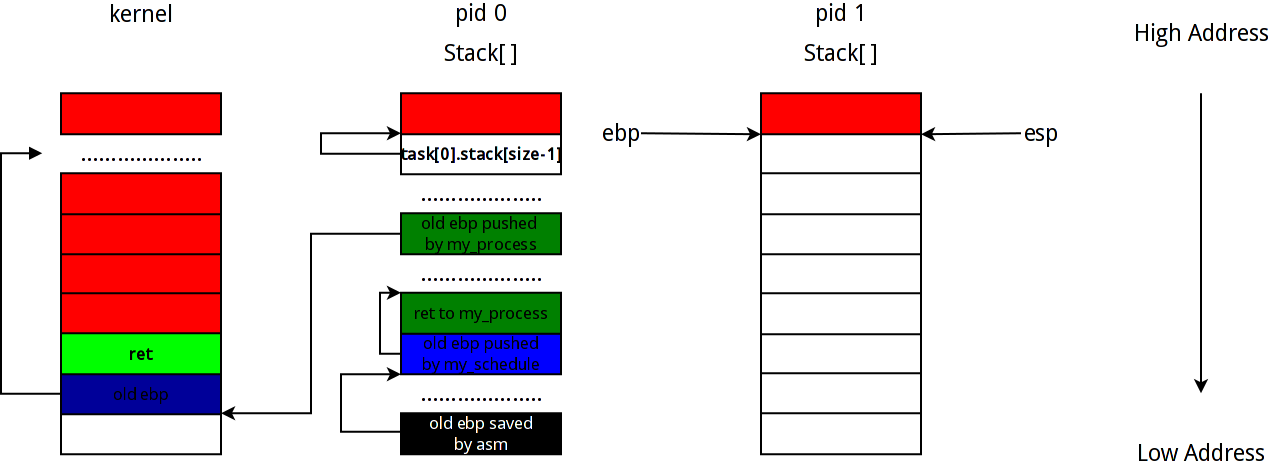 kernel
pid 0
Stack[ ]
pid 1
Stack[ ]
High Address
ebp
esp
....................
task[0].stack[size-1]
....................
old ebp pushed
by my_process
....................
ret to my_process
ret
old ebp pushed
by my_schedule
old ebp
....................
old ebp saved
by asm
Low Address